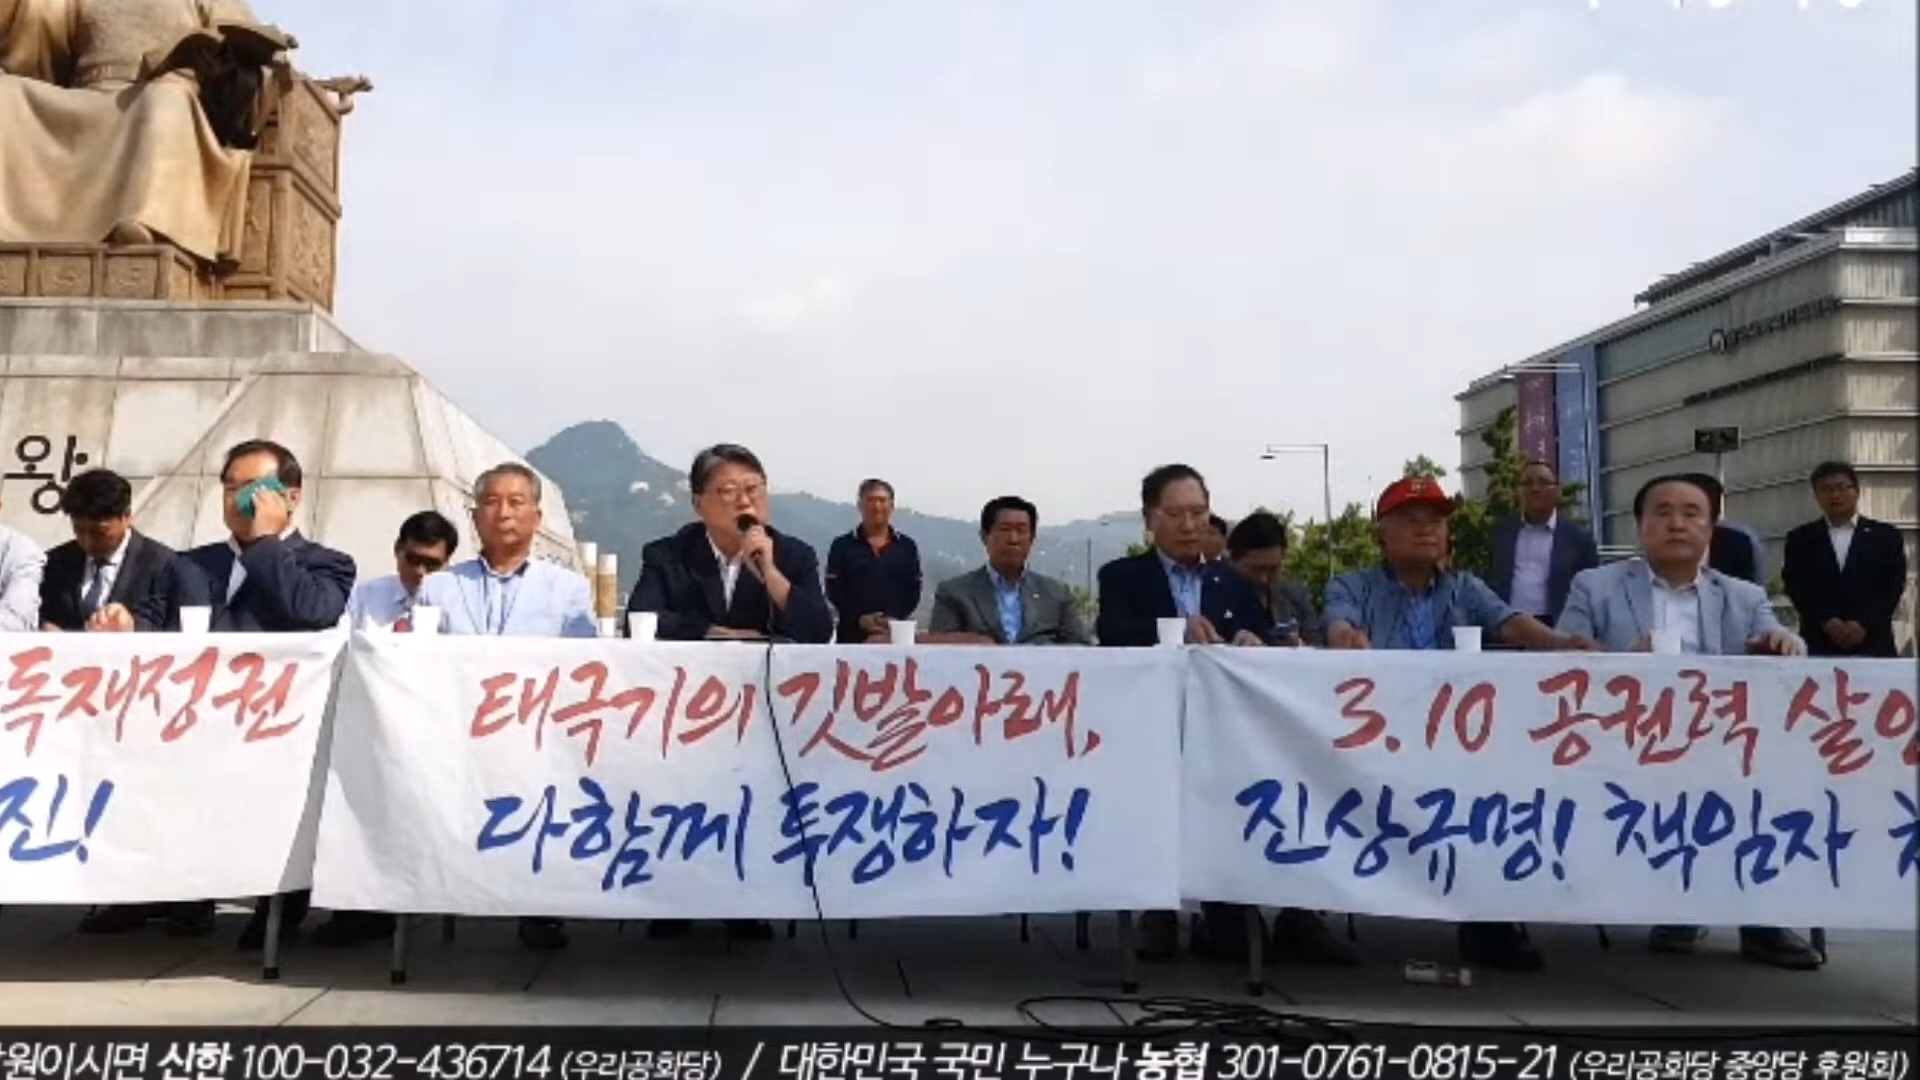 왕
독재정권
진!
태극기의 깃발아래,
다함께 투쟁하자!
3.10 공권력 살인
진상규명! 책임자
원이시면 신한 100-032-436714 (우리공화당) / 대한민국 국민 누구나 농협 301-0761-0815-21 (우리공화당 중앙당 후원회)